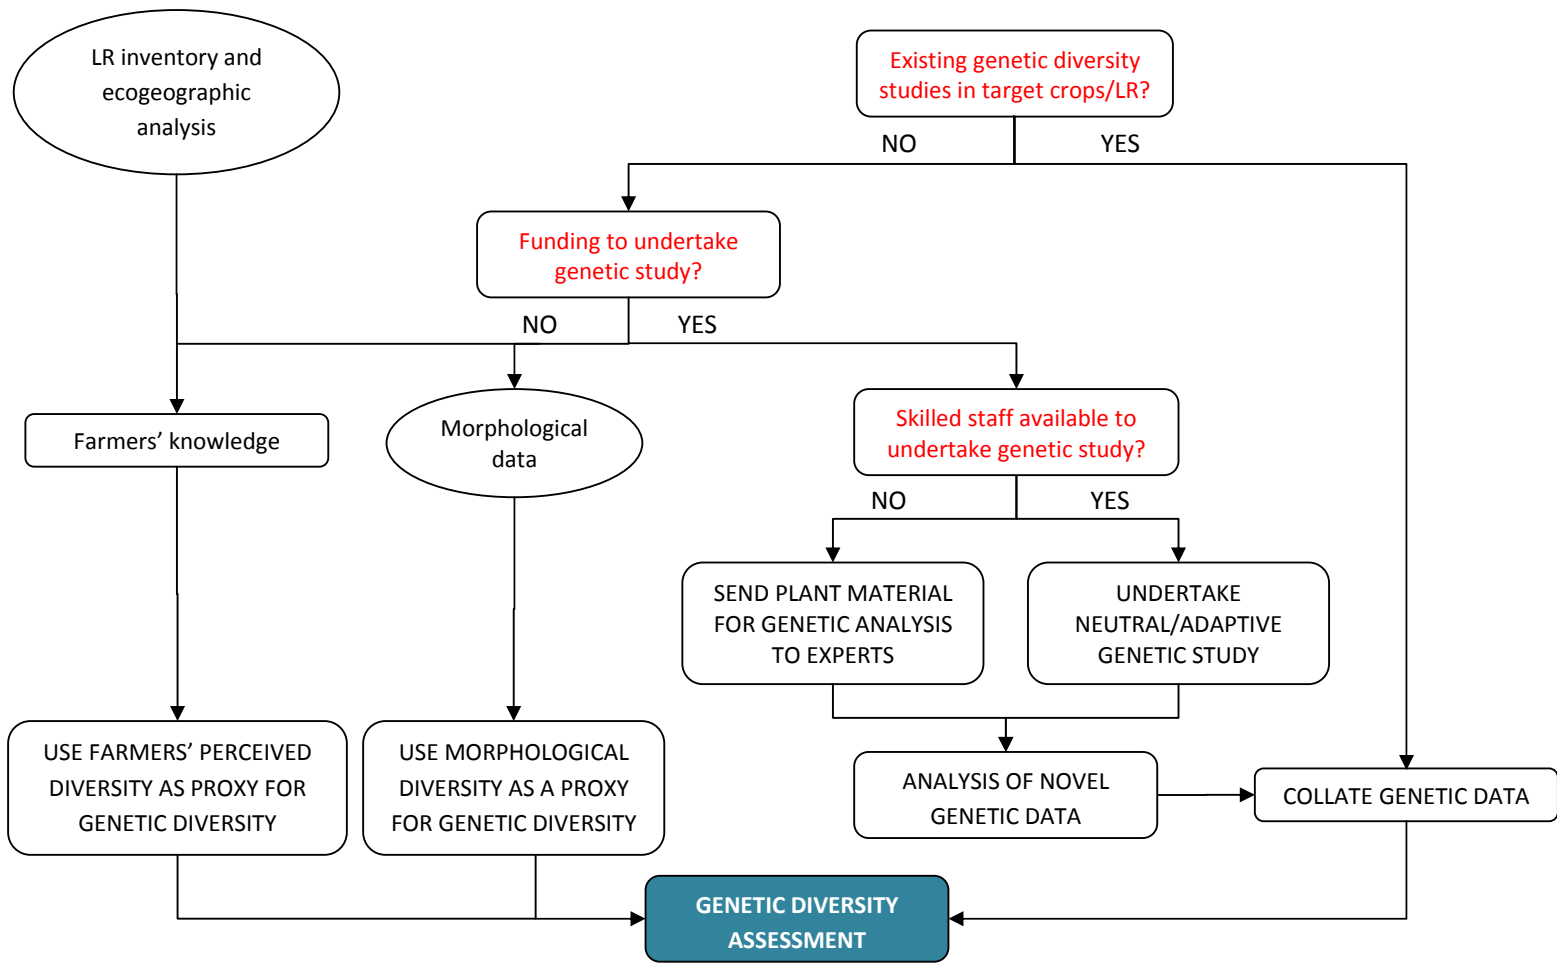 LR inventory and
ecogeographic
analysis
Existing genetic diversity
studies in target crops/LR?
NO
YES
Funding to undertake
genetic study?
NO
YES
Farmers’ knowledge
Morphological
data
Skilled staff available to
undertake genetic study?
NO
YES
SEND PLANT MATERIAL
FOR GENETIC ANALYSIS
TO EXPERTS
UNDERTAKE
NEUTRAL/ADAPTIVE
GENETIC STUDY
USE FARMERS’ PERCEIVED
DIVERSITY AS PROXY FOR
GENETIC DIVERSITY
USE MORPHOLOGICAL
DIVERSITY AS A PROXY
FOR GENETIC DIVERSITY
ANALYSIS OF NOVEL
GENETIC DATA
COLLATE GENETIC DATA
GENETIC DIVERSITY
ASSESSMENT